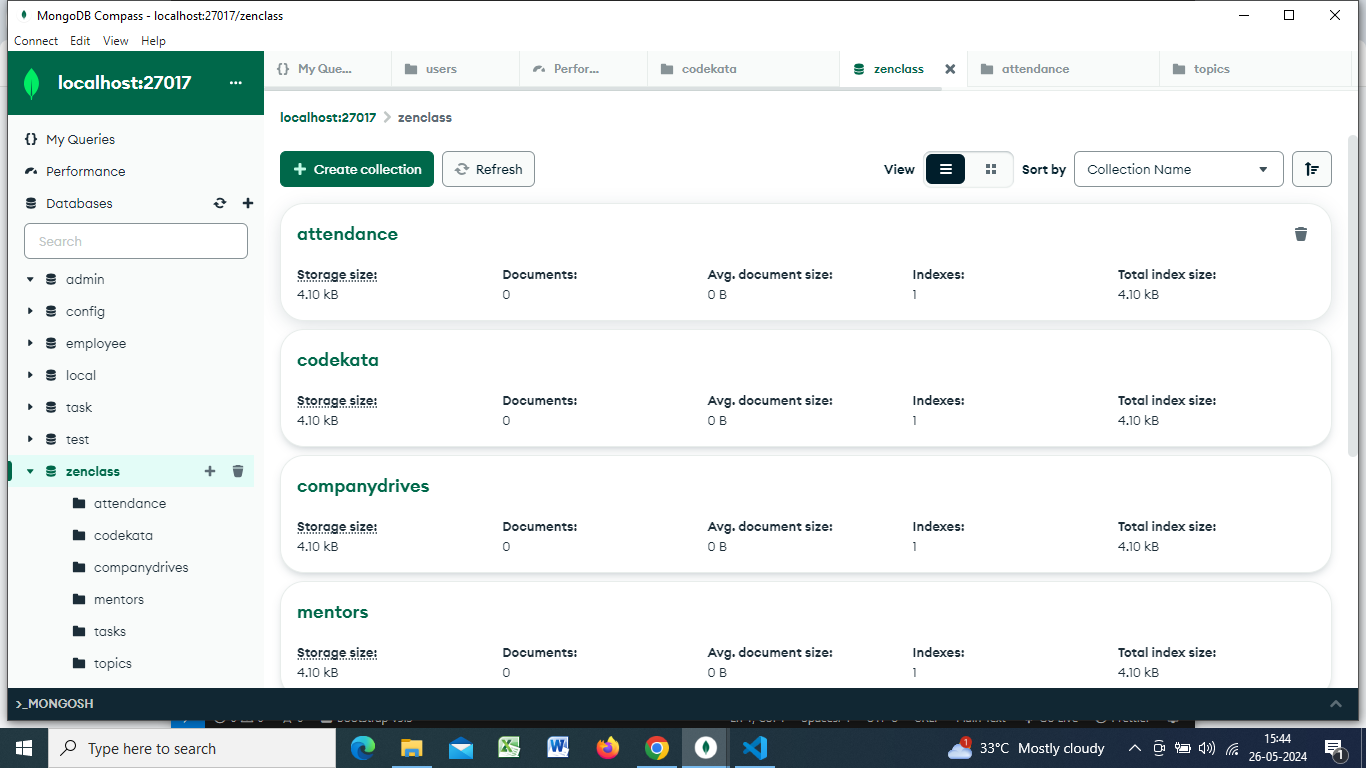 MongoDB Compass - localhost:27017/zenclass
Connect Edit View Help
localhost:27017 ...
My Queries
Performance
Databases
Search
admin
config
employee
local
task
test
zenclass
attendance
codekata
companydrives
mentors
tasks
topics
{} My Que... users Perfor... codekata zenclass attendance topics
localhost:27017 > zenclass
+ Create collection Refresh View Sort by Collection Name
attendance
Storage size: Documents: Avg. document size: Indexes: Total index size:
4.10 kB 0 0 B 1 4.10 kB
codekata
Storage size: Documents: Avg. document size: Indexes: Total index size:
4.10 kB 0 0 B 1 4.10 kB
companydrives
Storage size: Documents: Avg. document size: Indexes: Total index size:
4.10 kB 0 0 B 1 4.10 kB
mentors
Storage size: Documents: Avg. document size: Indexes: Total index size:
4.10 kB 0 0 B 1 4.10 kB
>_MONGOSH
Type here to search
33°C Mostly cloudy
15:44
26-05-2024
1
1